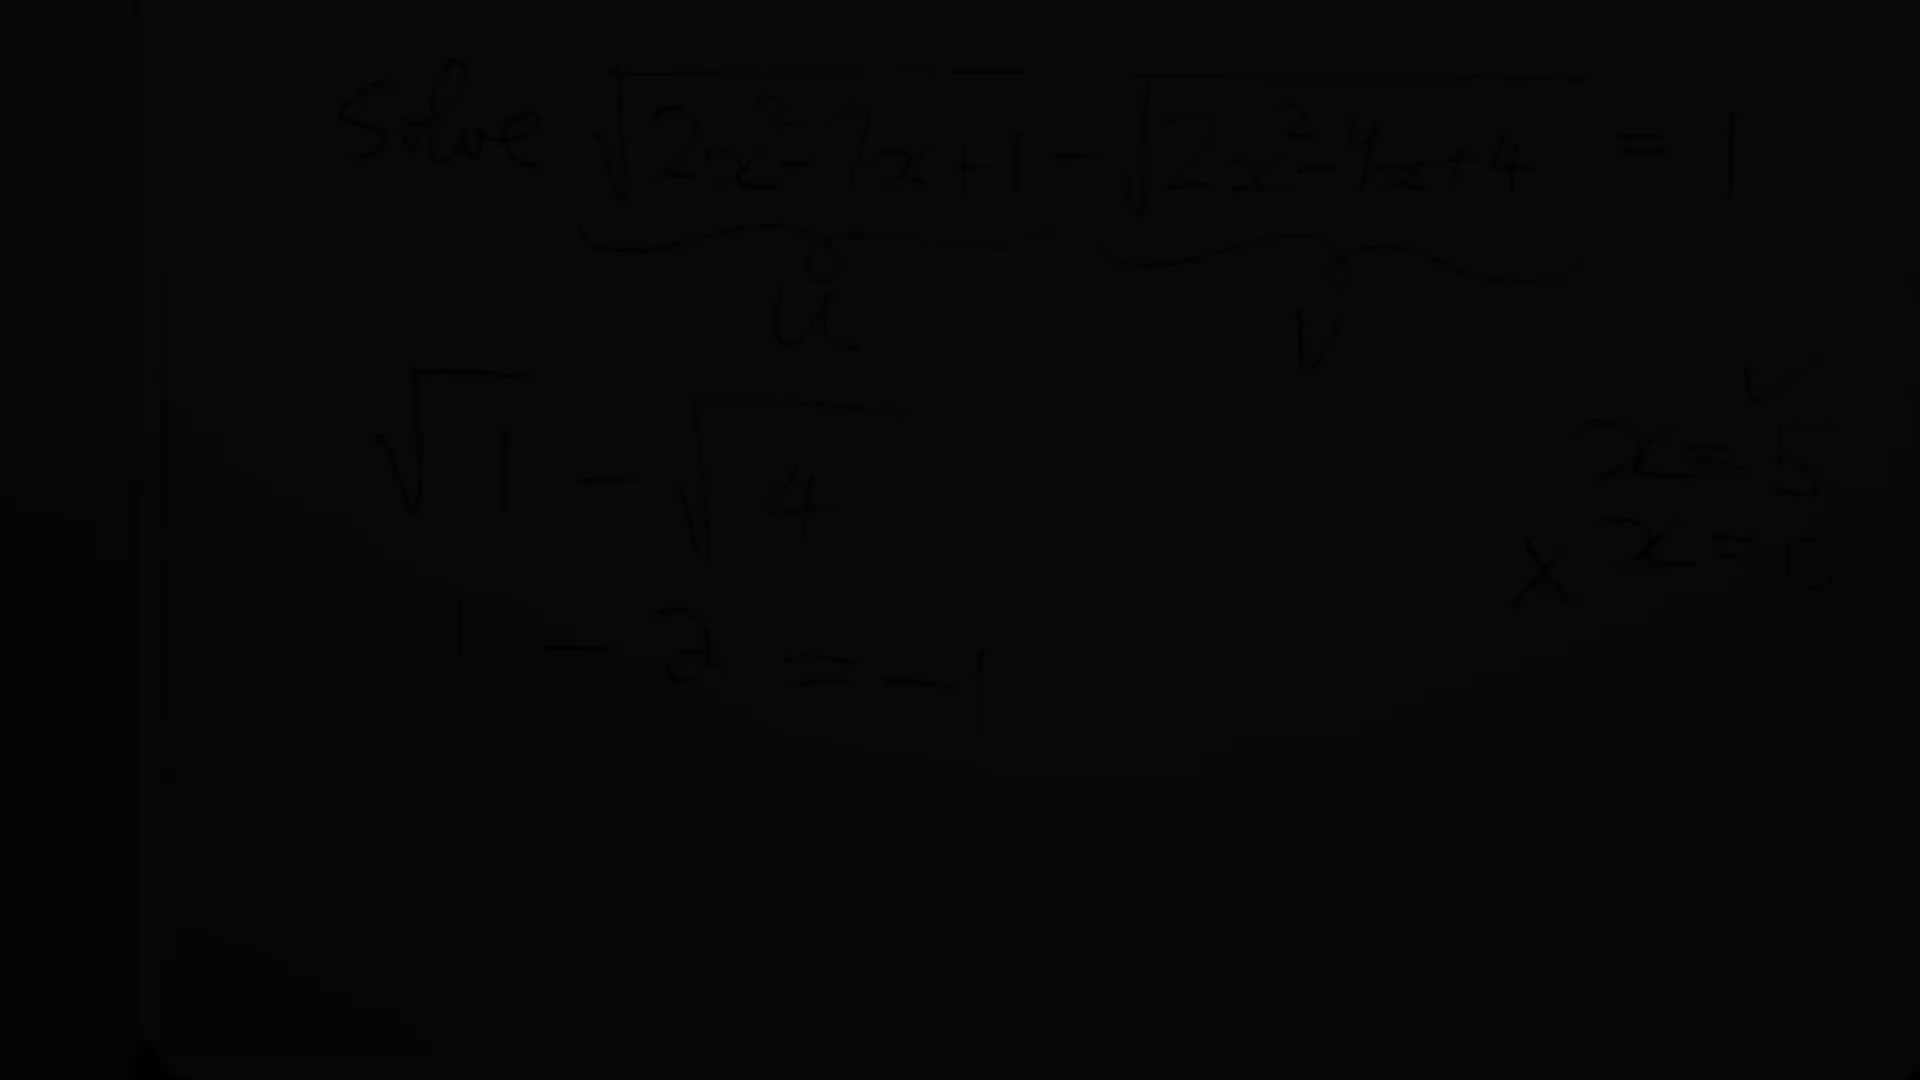 Solve √(2x²-7x+1) - √(2x²-9x+4) = 1
u v
√1 - √4
✓
x=5
× x=0
1 - 2 = -1